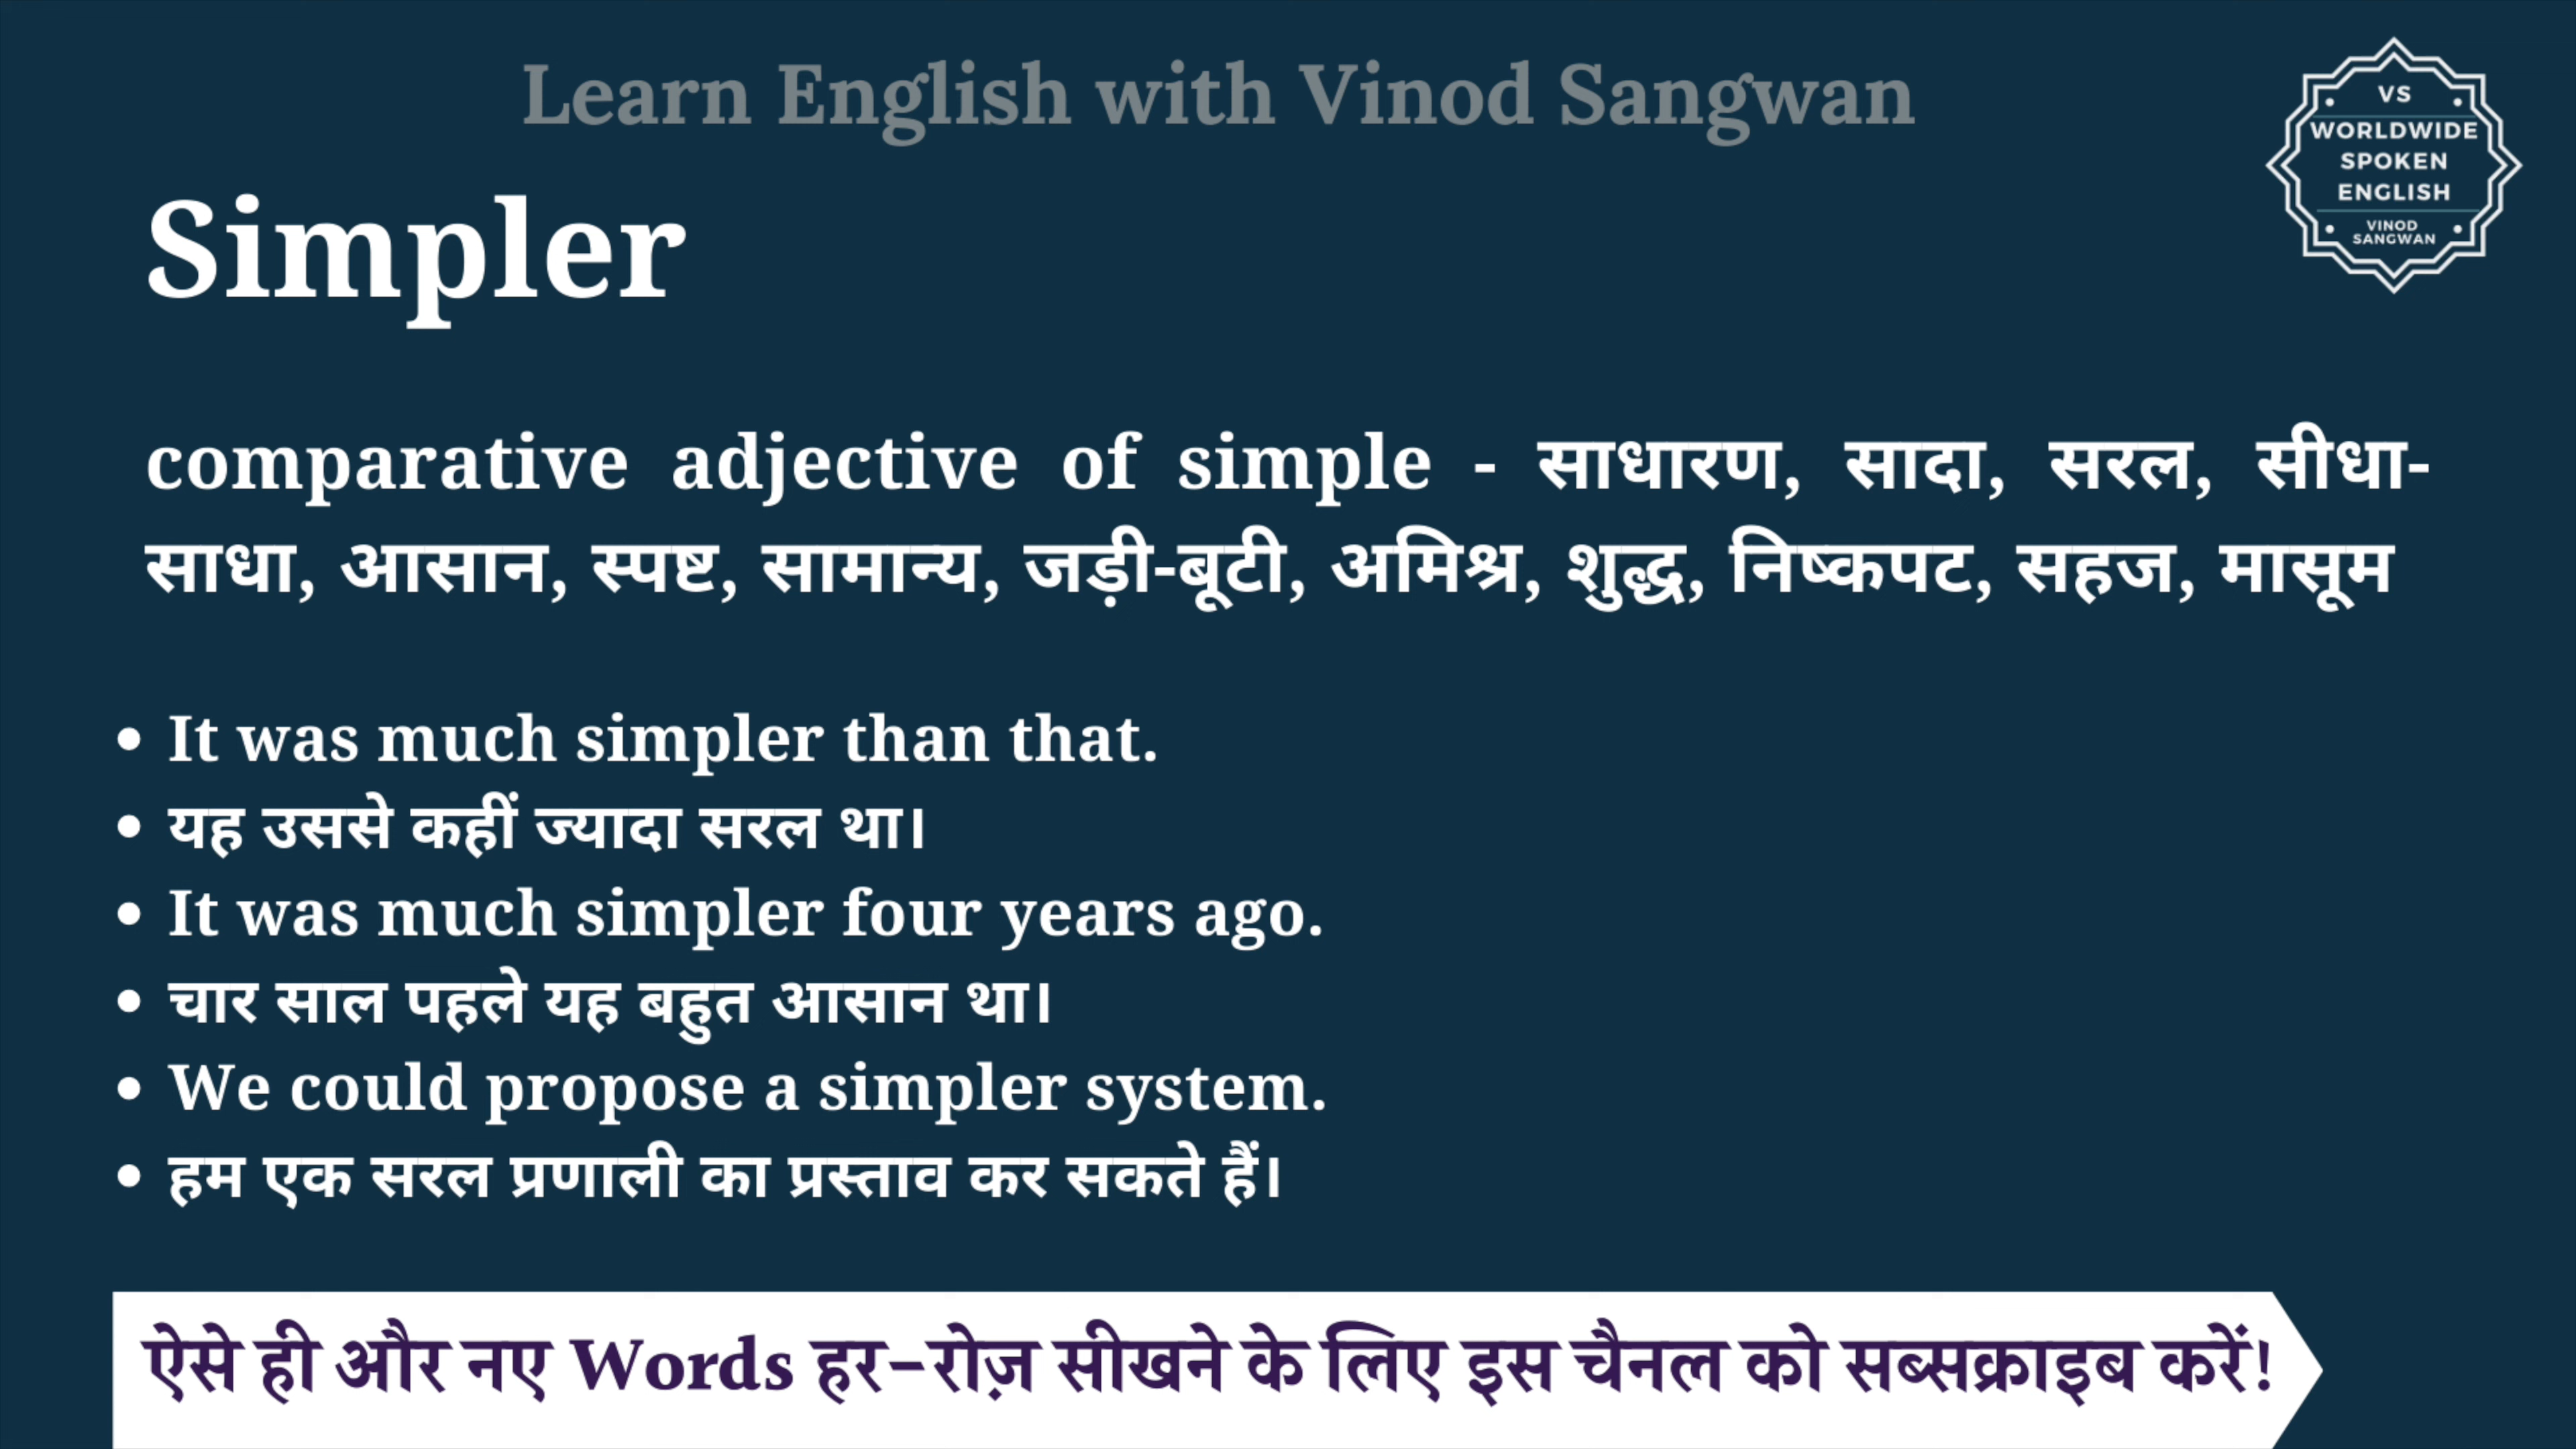 Learn English with Vinod Sangwan
VS
WORLDWIDE
SPOKEN
ENGLISH
VINOD
SANGWAN
Simpler
comparative adjective of simple - साधारण, सादा, सरल, सीधा-
साधा, आसान, स्पष्ट, सामान्य, जड़ी-बूटी, अमिश्र, शुद्ध, निष्कपट, सहज, मासूम
• It was much simpler than that.
• यह उससे कहीं ज्यादा सरल था।
• It was much simpler four years ago.
• चार साल पहले यह बहुत आसान था।
• We could propose a simpler system.
• हम एक सरल प्रणाली का प्रस्ताव कर सकते हैं।
ऐसे ही और नए Words हर-रोज़ सीखने के लिए इस चैनल को सब्सक्राइब करें!